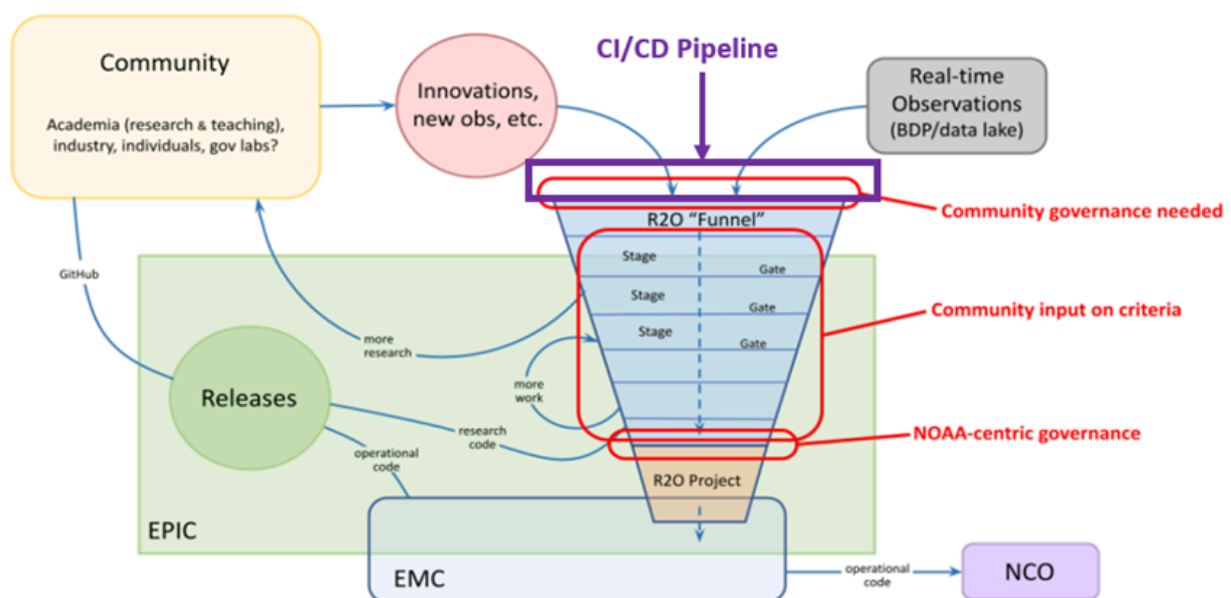 CI/CD Pipeline
Community
Academia (research & teaching),
industry, individuals, gov labs?
Innovations,
new obs, etc.
Real-time
Observations
(BDP/data lake)
Community governance needed
R2O “Funnel”
Stage
Gate
Stage
Gate
Stage
Gate
Community input on criteria
GitHub
more
research
more
work
Releases
research
code
operational
code
NOAA-centric governance
R2O Project
EPIC
EMC
operational
code
NCO